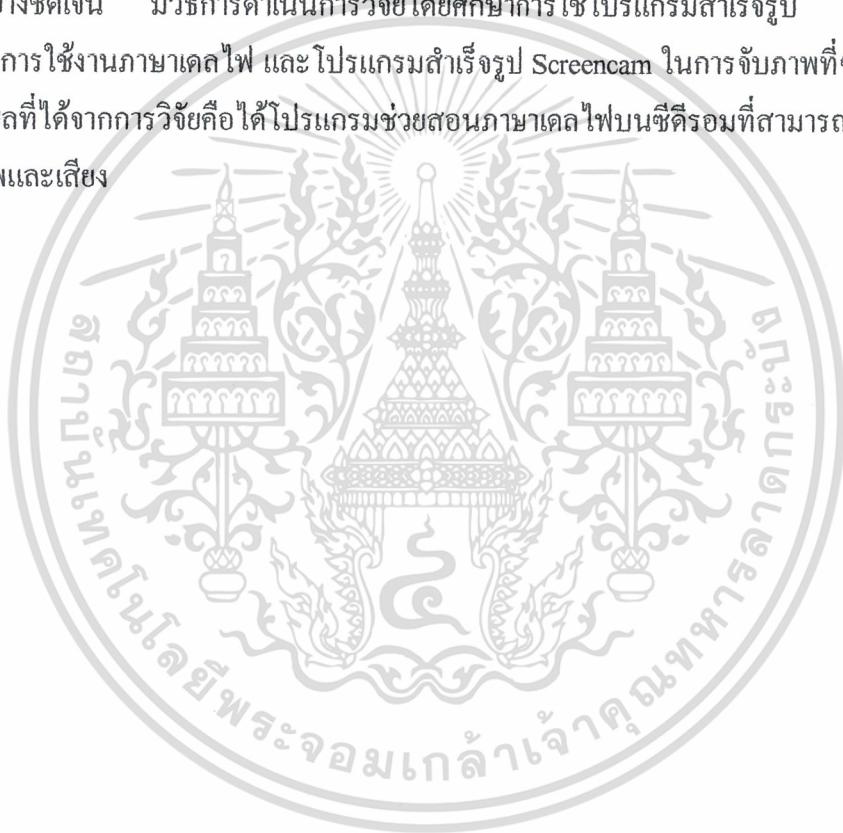 างชัดเจน มีวิธีการดำเนินการวิจัยโดยศึกษาการใช้โปรแกรมสำเร็จรูป
การใช้งานภาษาเดลไฟ และโปรแกรมสำเร็จรูป Screencam ในการจับภาพที่
ลที่ได้จากการวิจัยคือได้โปรแกรมช่วยสอนภาษาเดลไฟบนซีดีรอมที่สามารถ
พและเสียง
สถาบันเทคโนโลยีพระจอมเกล้าเจ้าคุณทหารลาดกระบัง